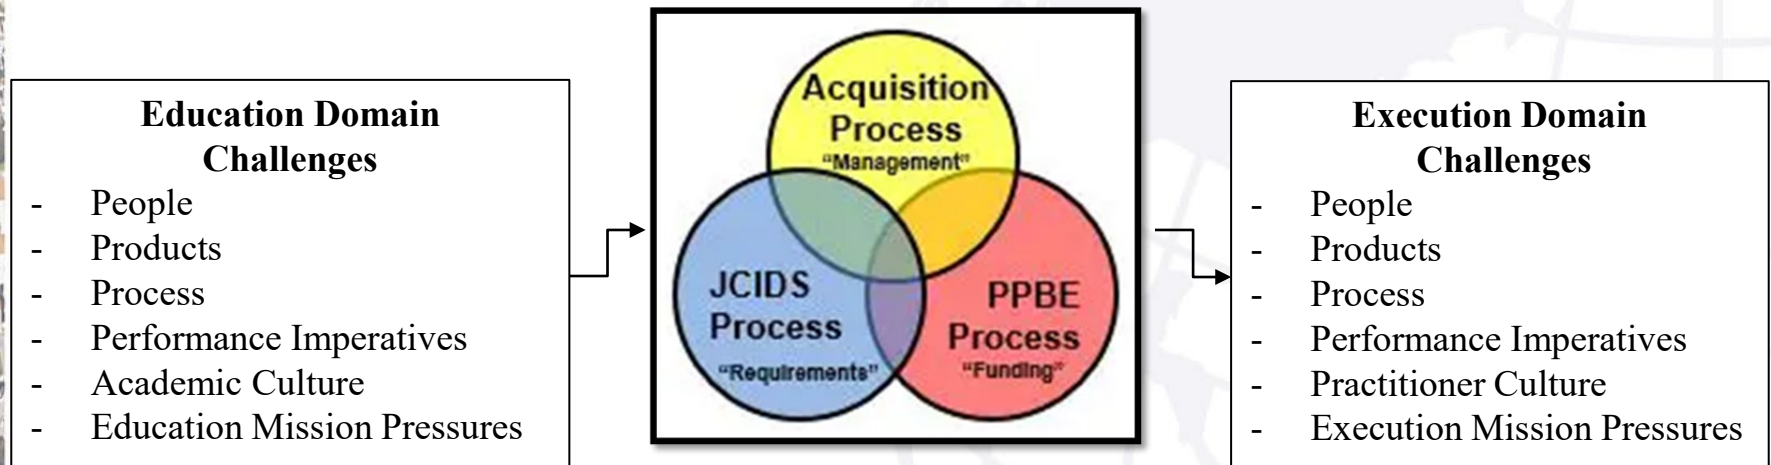 Education Domain
Challenges
- People
- Products
- Process
- Performance Imperatives
- Academic Culture
- Education Mission Pressures
Acquisition
Process
“Management”
JCIDS
Process
“Requirements”
PPBE
Process
“Funding”
Execution Domain
Challenges
- People
- Products
- Process
- Performance Imperatives
- Practitioner Culture
- Execution Mission Pressures